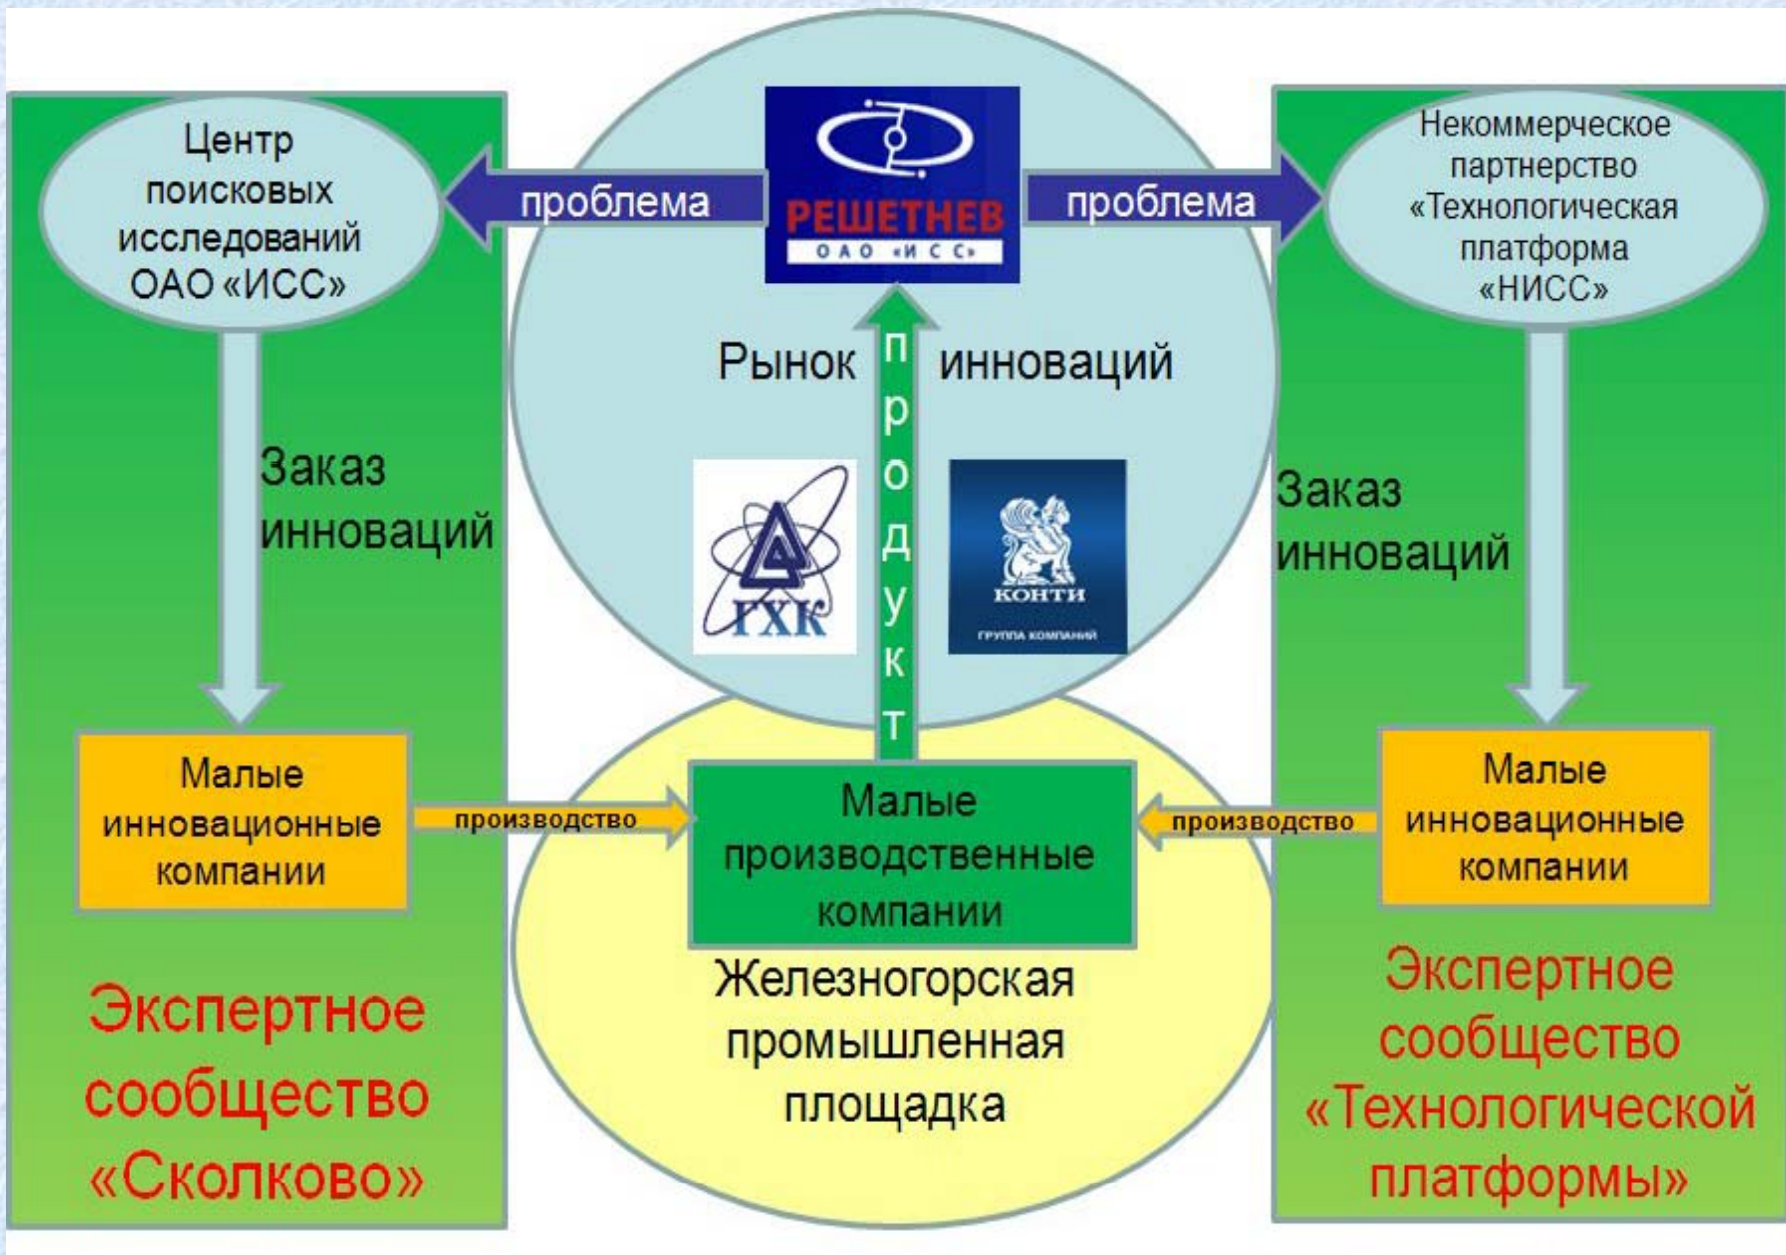 Центр
поисковых
исследований
ОАО «ИСС»
проблема
РЕШЕТНЕВ
ОАО «ИСС»
проблема
Некоммерческое
партнерство
«Технологическая
платформа
«НИСС»
Рынок инноваций
продукт
Заказ
инноваций
ГХК
КОНТИ
ГРУППА КОМПАНИЙ
Заказ
инноваций
Малые
инновационные
компании
производство
Малые
производственные
компании
производство
Малые
инновационные
компании
Экспертное
сообщество
«Сколково»
Железногорская
промышленная
площадка
Экспертное
сообщество
«Технологической
платформы»